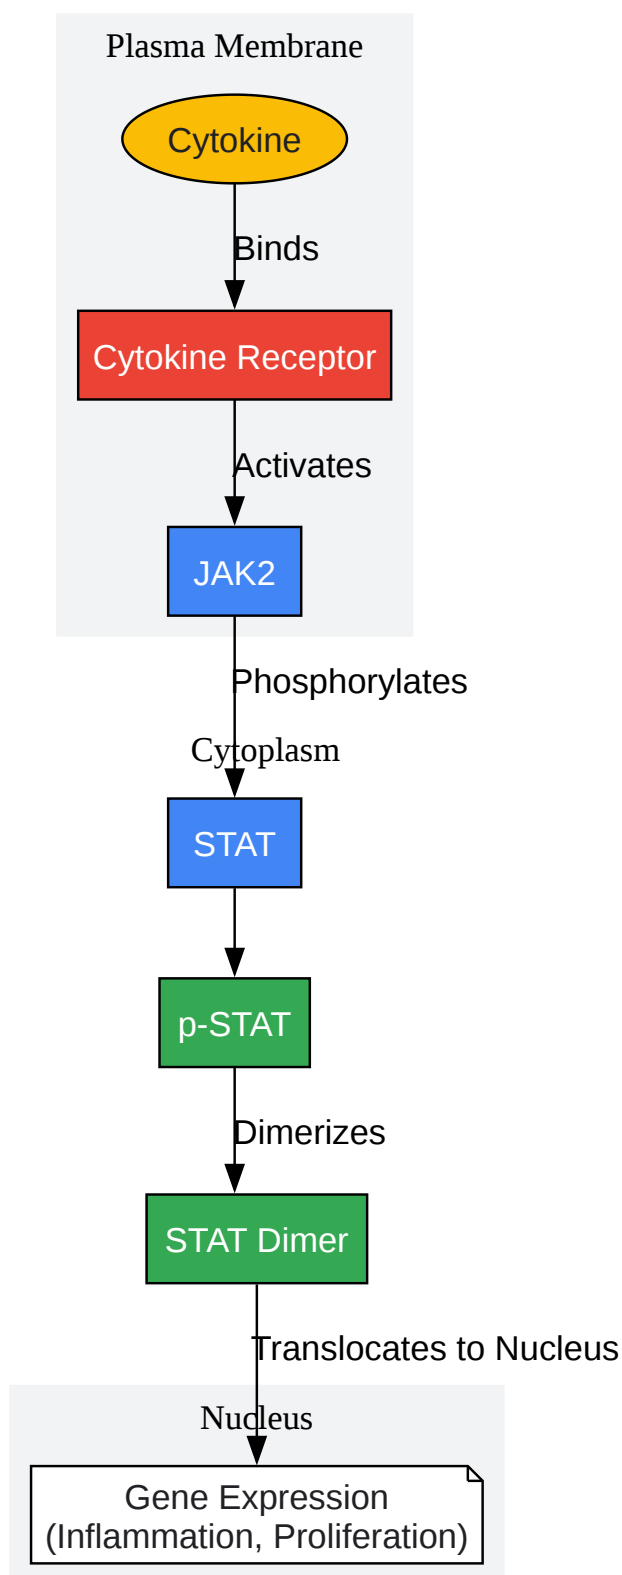 Plasma Membrane
Cytokine
Binds
Cytokine Receptor
Activates
JAK2
Phosphorylates
Cytoplasm
STAT
p-STAT
Dimerizes
STAT Dimer
Translocates to Nucleus
Nucleus
Gene Expression
(Inflammation, Proliferation)